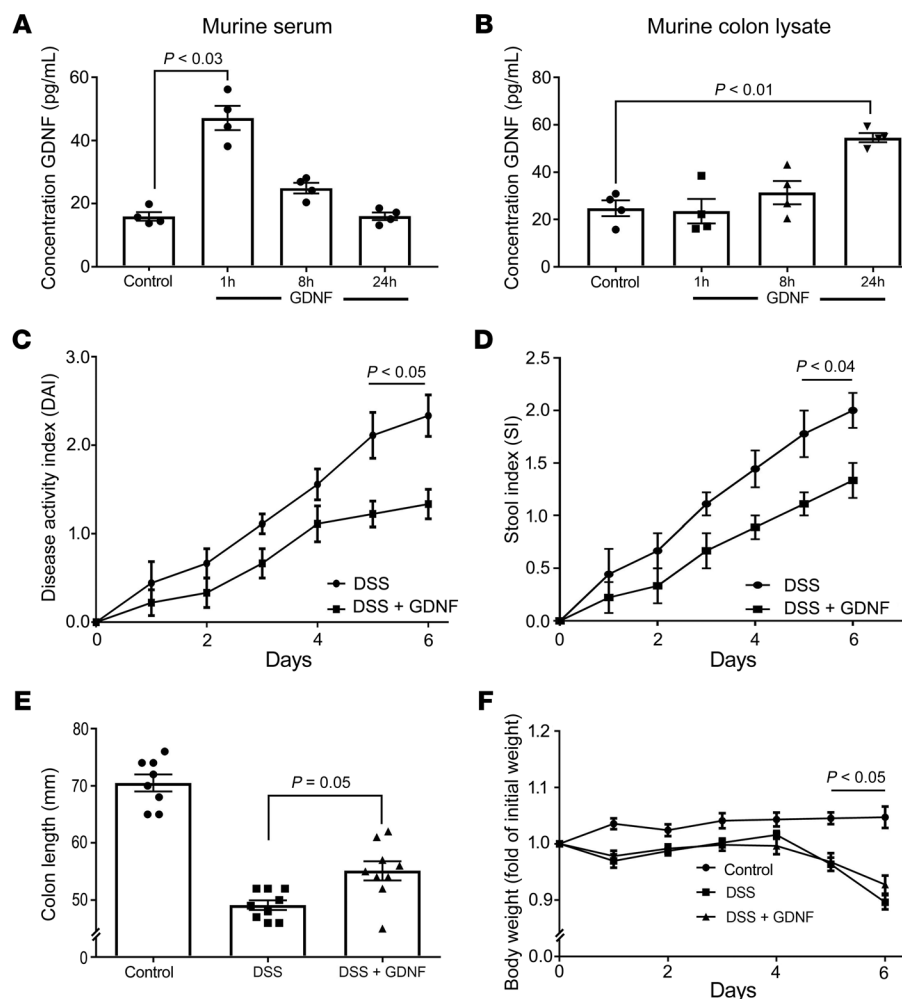 A
Murine serum
P < 0.03
Concentration GDNF (pg/mL)
60
40
20
0
Control
1h
8h
24h
GDNF
B
Murine colon lysate
P < 0.01
Concentration GDNF (pg/mL)
80
60
40
20
0
Control
1h
8h
24h
GDNF
C
P < 0.05
Disease activity index (DAI)
3.0
2.0
1.0
0.0
DSS
DSS + GDNF
0
2
4
6
Days
D
P < 0.04
Stool index (SI)
2.5
2.0
1.5
1.0
0.5
0.0
DSS
DSS + GDNF
0
2
4
6
Days
E
P = 0.05
Colon length (mm)
80
70
60
50
0
Control
DSS
DSS + GDNF
F
P < 0.05
Body weight (fold of initial weight)
1.2
1.1
1.0
0.9
0.0
Control
DSS
DSS + GDNF
0
2
4
6
Days